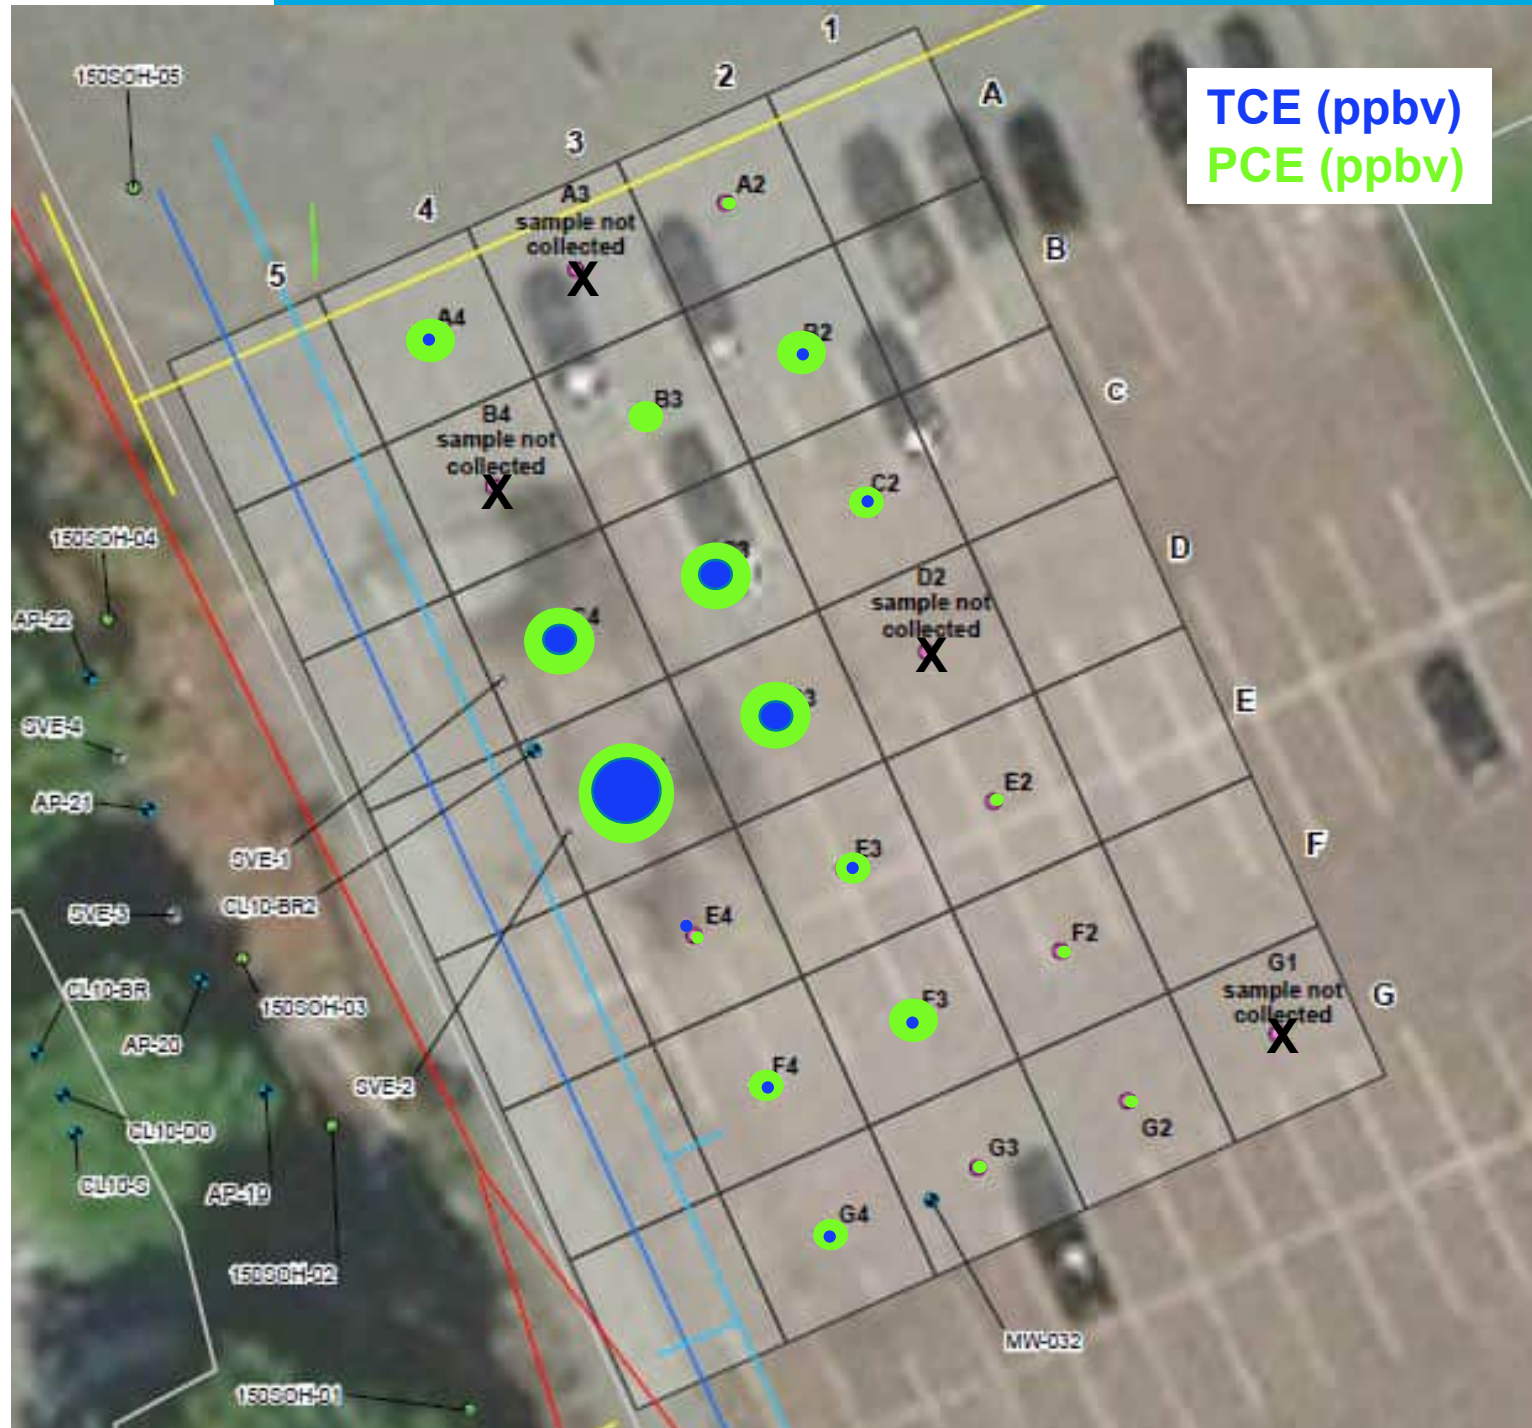 TCE (ppbv)
PCE (ppbv)
1
2
3
4
5
A
B
C
D
E
F
G
150SOH-05
A2
A3
sample not
collected
X
A4
B2
B3
B4
sample not
collected
X
C2
C4
150SOH-04
AP-22
D2
sample not
collected
X
SVE-4
AP-21
E2
SVE-1
E3
CL10-BR2
SVE-3
E4
F2
G1
sample not
collected
X
CL10-BR
150SOH-03
F3
AP-20
F4
SVE-2
CL10-DO
G2
G3
CL10-S
AP-19
G4
150SOH-02
MW-032
150SOH-01